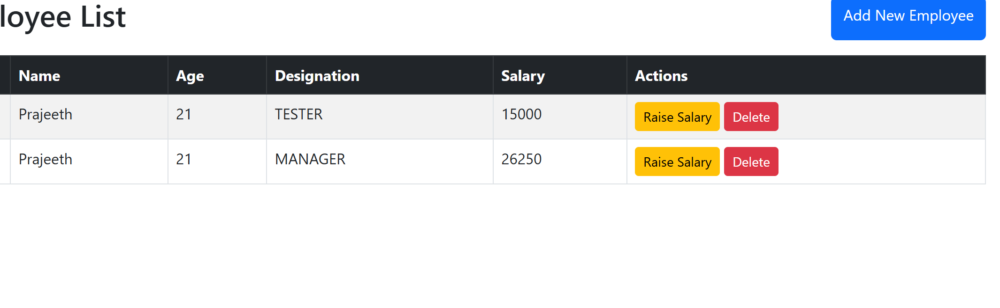 loyee List
Add New Employee
Name Age Designation Salary Actions
Prajeeth 21 TESTER 15000 Raise Salary Delete
Prajeeth 21 MANAGER 26250 Raise Salary Delete